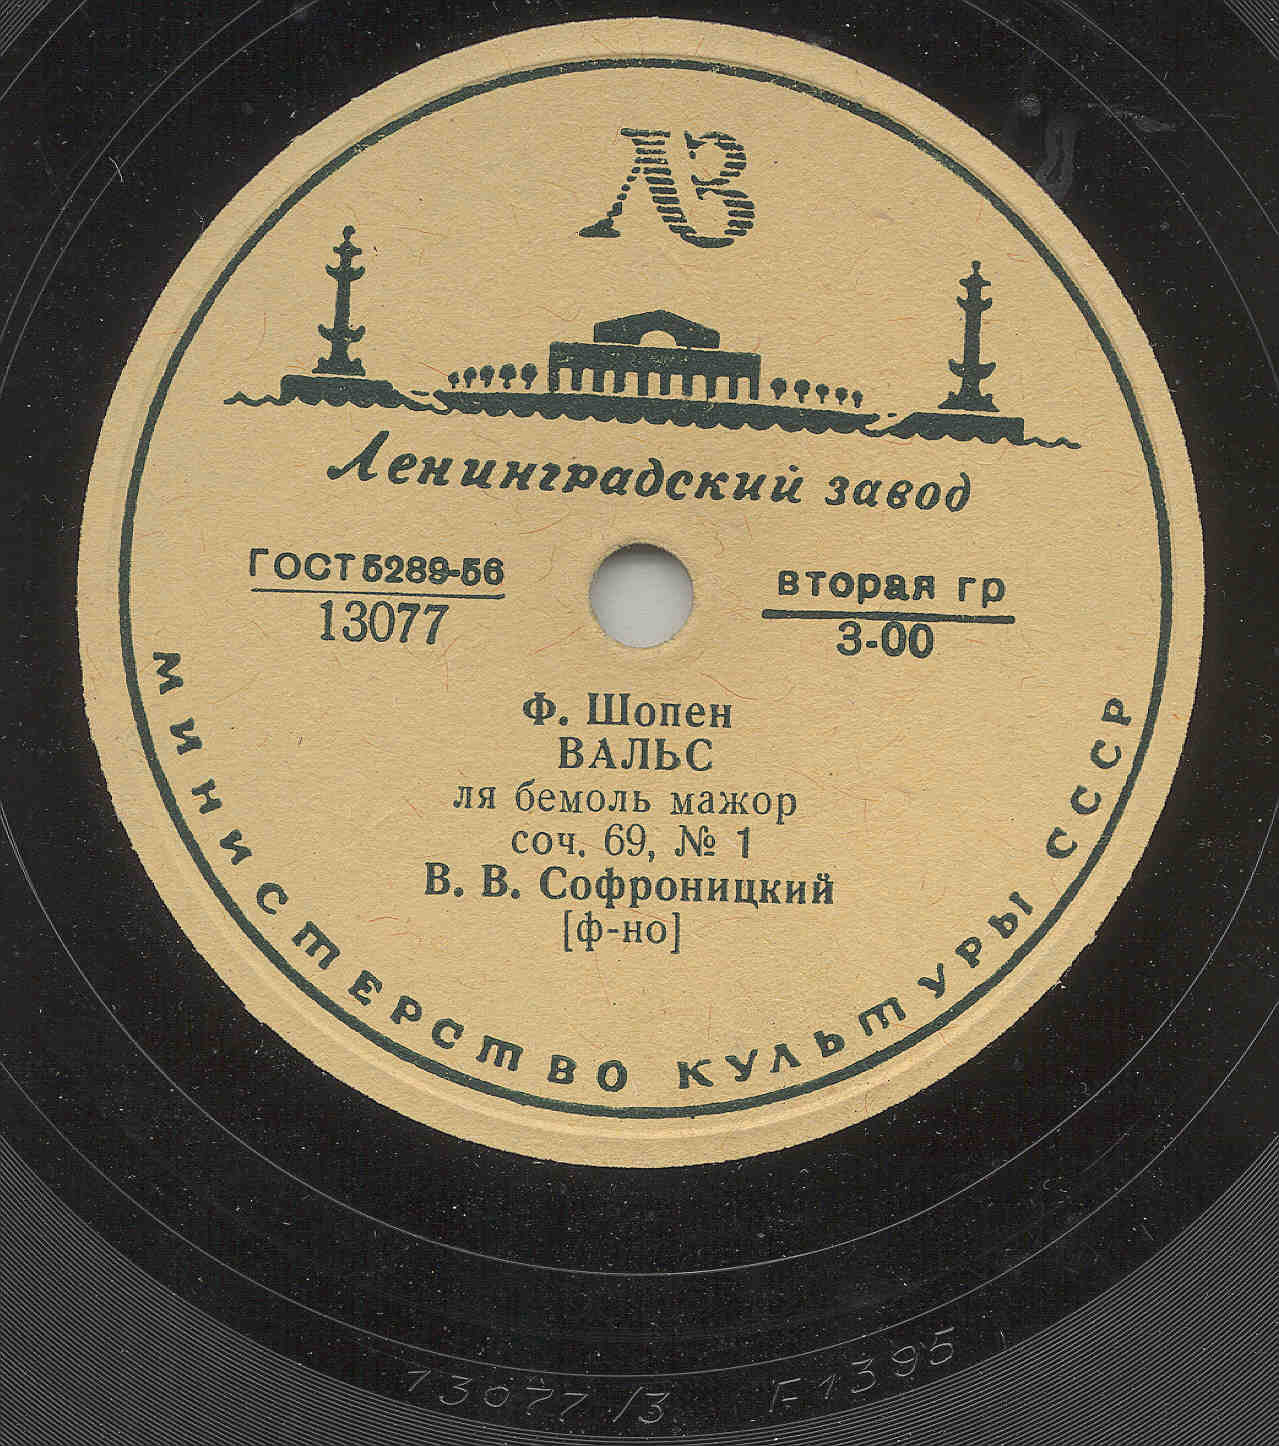 ЛЗ
Ленинградский завод
ГОСТ 5289-56
13077
вторая гр
3-00
Ф. Шопен
ВАЛЬС
ля бемоль мажор
соч. 69, № 1
В. В. Софроницкий
[ф-но]
МИНИСТЕРСТВО КУЛЬТУРЫ СССР
13077 /3 F1395